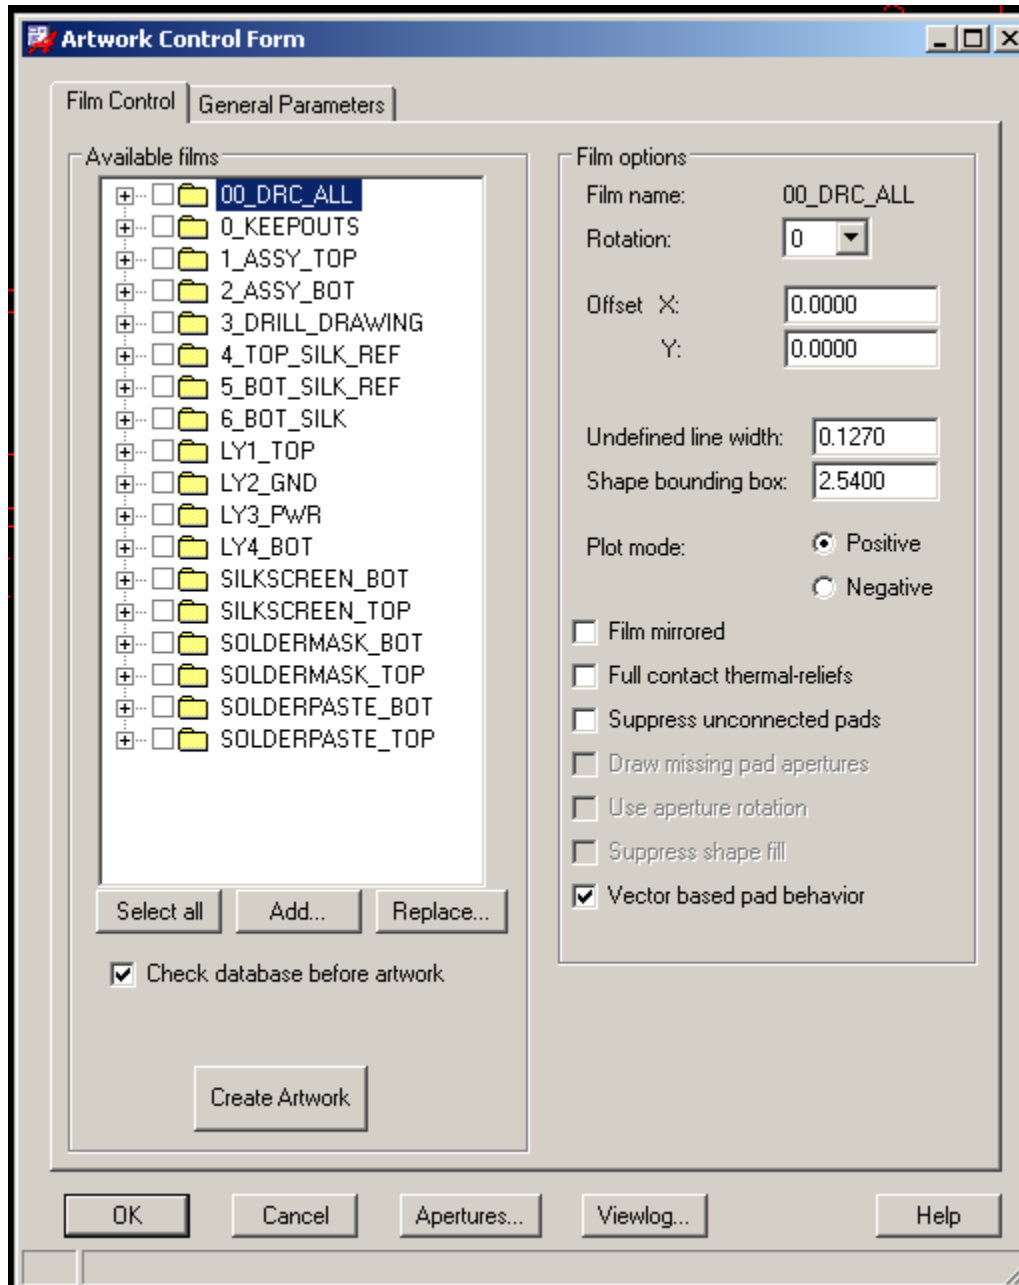 Artwork Control Form
Film Control
General Parameters
Available films
00_DRC_ALL
0_KEEPOUTS
1_ASSY_TOP
2_ASSY_BOT
3_DRILL_DRAWING
4_TOP_SILK_REF
5_BOT_SILK_REF
6_BOT_SILK
LY1_TOP
LY2_GND
LY3_PWR
LY4_BOT
SILKSCREEN_BOT
SILKSCREEN_TOP
SOLDERMASK_BOT
SOLDERMASK_TOP
SOLDERPASTE_BOT
SOLDERPASTE_TOP
Select all
Add...
Replace...
Check database before artwork
Create Artwork
Film options
Film name: 00_DRC_ALL
Rotation: 0
Offset X: 0.0000
Y: 0.0000
Undefined line width: 0.1270
Shape bounding box: 2.5400
Plot mode: Positive
Negative
Film mirrored
Full contact thermal-reliefs
Suppress unconnected pads
Draw missing pad apertures
Use aperture rotation
Suppress shape fill
Vector based pad behavior
OK
Cancel
Apertures...
Viewlog...
Help